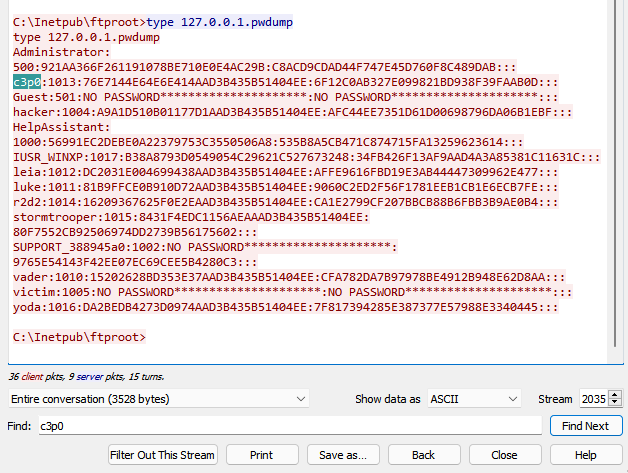 C:\Inetpub\ftproot>type 127.0.0.1.pwdump
type 127.0.0.1.pwdump
Administrator:
500:921AA366F261191078BE710E0E4AC29B:C8ACD9CDAD44F747E45D760F8C489DAB:::
c3p0:1013:76E7144E64E6E414AAD3B435B51404EE:6F12C0AB327E099821BD938F39FAAB0D:::
Guest:501:NO PASSWORD*********************:NO PASSWORD*********************:::
hacker:1004:A9A1D510B01177D1AAD3B435B51404EE:AFC44EE7351D61D00698796DA06B1EBF:::
HelpAssistant:
1000:56991EC2DEBE0A22379753C3550506A8:535B8A5CB471C874715FA13259623614:::
IUSR_WINXP:1017:B38A8793D0549054C29621C527673248:34FB426F13AF9AAD4A3A85381C11631C:::
leia:1012:DC2031E004699438AAD3B435B51404EE:AFFE9616FBD19E3AB44447309962E477:::
luke:1011:81B9FFCE0B910D72AAD3B435B51404EE:9060C2ED2F56F1781EEB1CB1E6ECB7FE:::
r2d2:1014:16209367625F0E2EAAD3B435B51404EE:CA1E2799CF207BBCB88B6FBB3B9AE0B4:::
stormtrooper:1015:8431F4EDC1156AEAAAD3B435B51404EE:
80F7552CB92506974DD2739B56175602:::
SUPPORT_388945a0:1002:NO PASSWORD*********************:
9765E54143F42EE07EC69CEE5B4280C3:::
vader:1010:15202628BD353E37AAD3B435B51404EE:CFA782DA7B97978BE4912B948E62D8AA:::
victim:1005:NO PASSWORD*********************:NO PASSWORD*********************:::
yoda:1016:DA2BEDB4273D0974AAD3B435B51404EE:7F817394285E387377E57988E3340445:::
C:\Inetpub\ftproot>
36 client pkts, 9 server pkts, 15 turns.
Entire conversation (3528 bytes) Show data as ASCII Stream 2035
Find: c3p0 Find Next
Filter Out This Stream Print Save as... Back Close Help